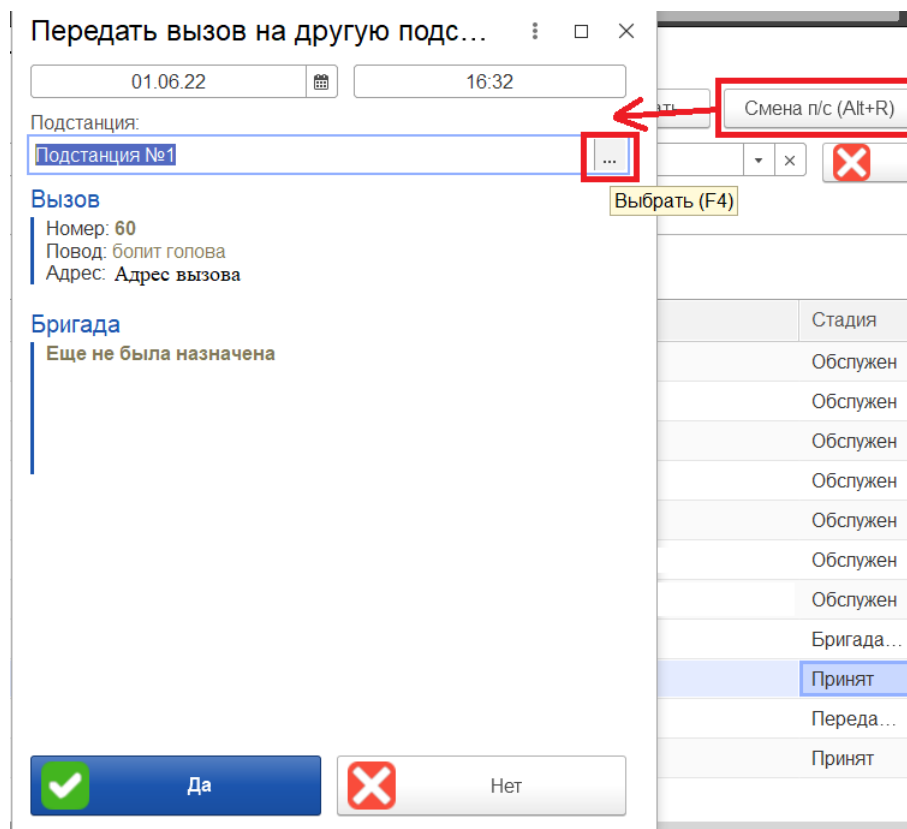 Передать вызов на другую подс...
01.06.22
16:32
Смена п/с (Alt+R)
Подстанция:
Подстанция №1
...
Выбрать (F4)
Вызов
Номер: 60
Повод: болит голова
Адрес: Адрес вызова
Бригада
Еще не была назначена
Стадия
Обслужен
Обслужен
Обслужен
Обслужен
Обслужен
Обслужен
Обслужен
Бригада...
Принят
Переда...
Принят
Да
Нет